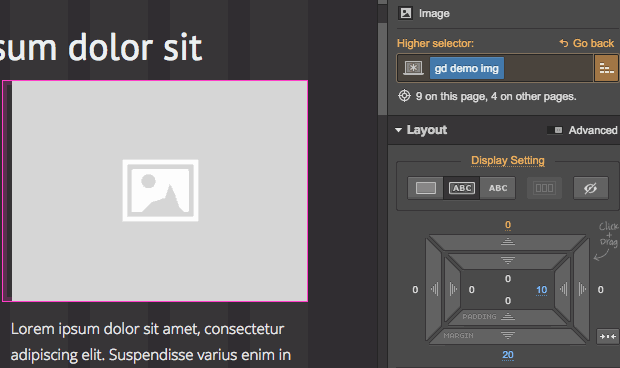 sum dolor sit
Lorem ipsum dolor sit amet, consectetur
adipiscing elit. Suspendisse varius enim in
Image
Higher selector: Go back
gd demo img
9 on this page, 4 on other pages.
Layout Advanced
Display Setting
ABC ABC
0
Click + Drag
0 0 0 10 0
0
PADDING
MARGIN
20